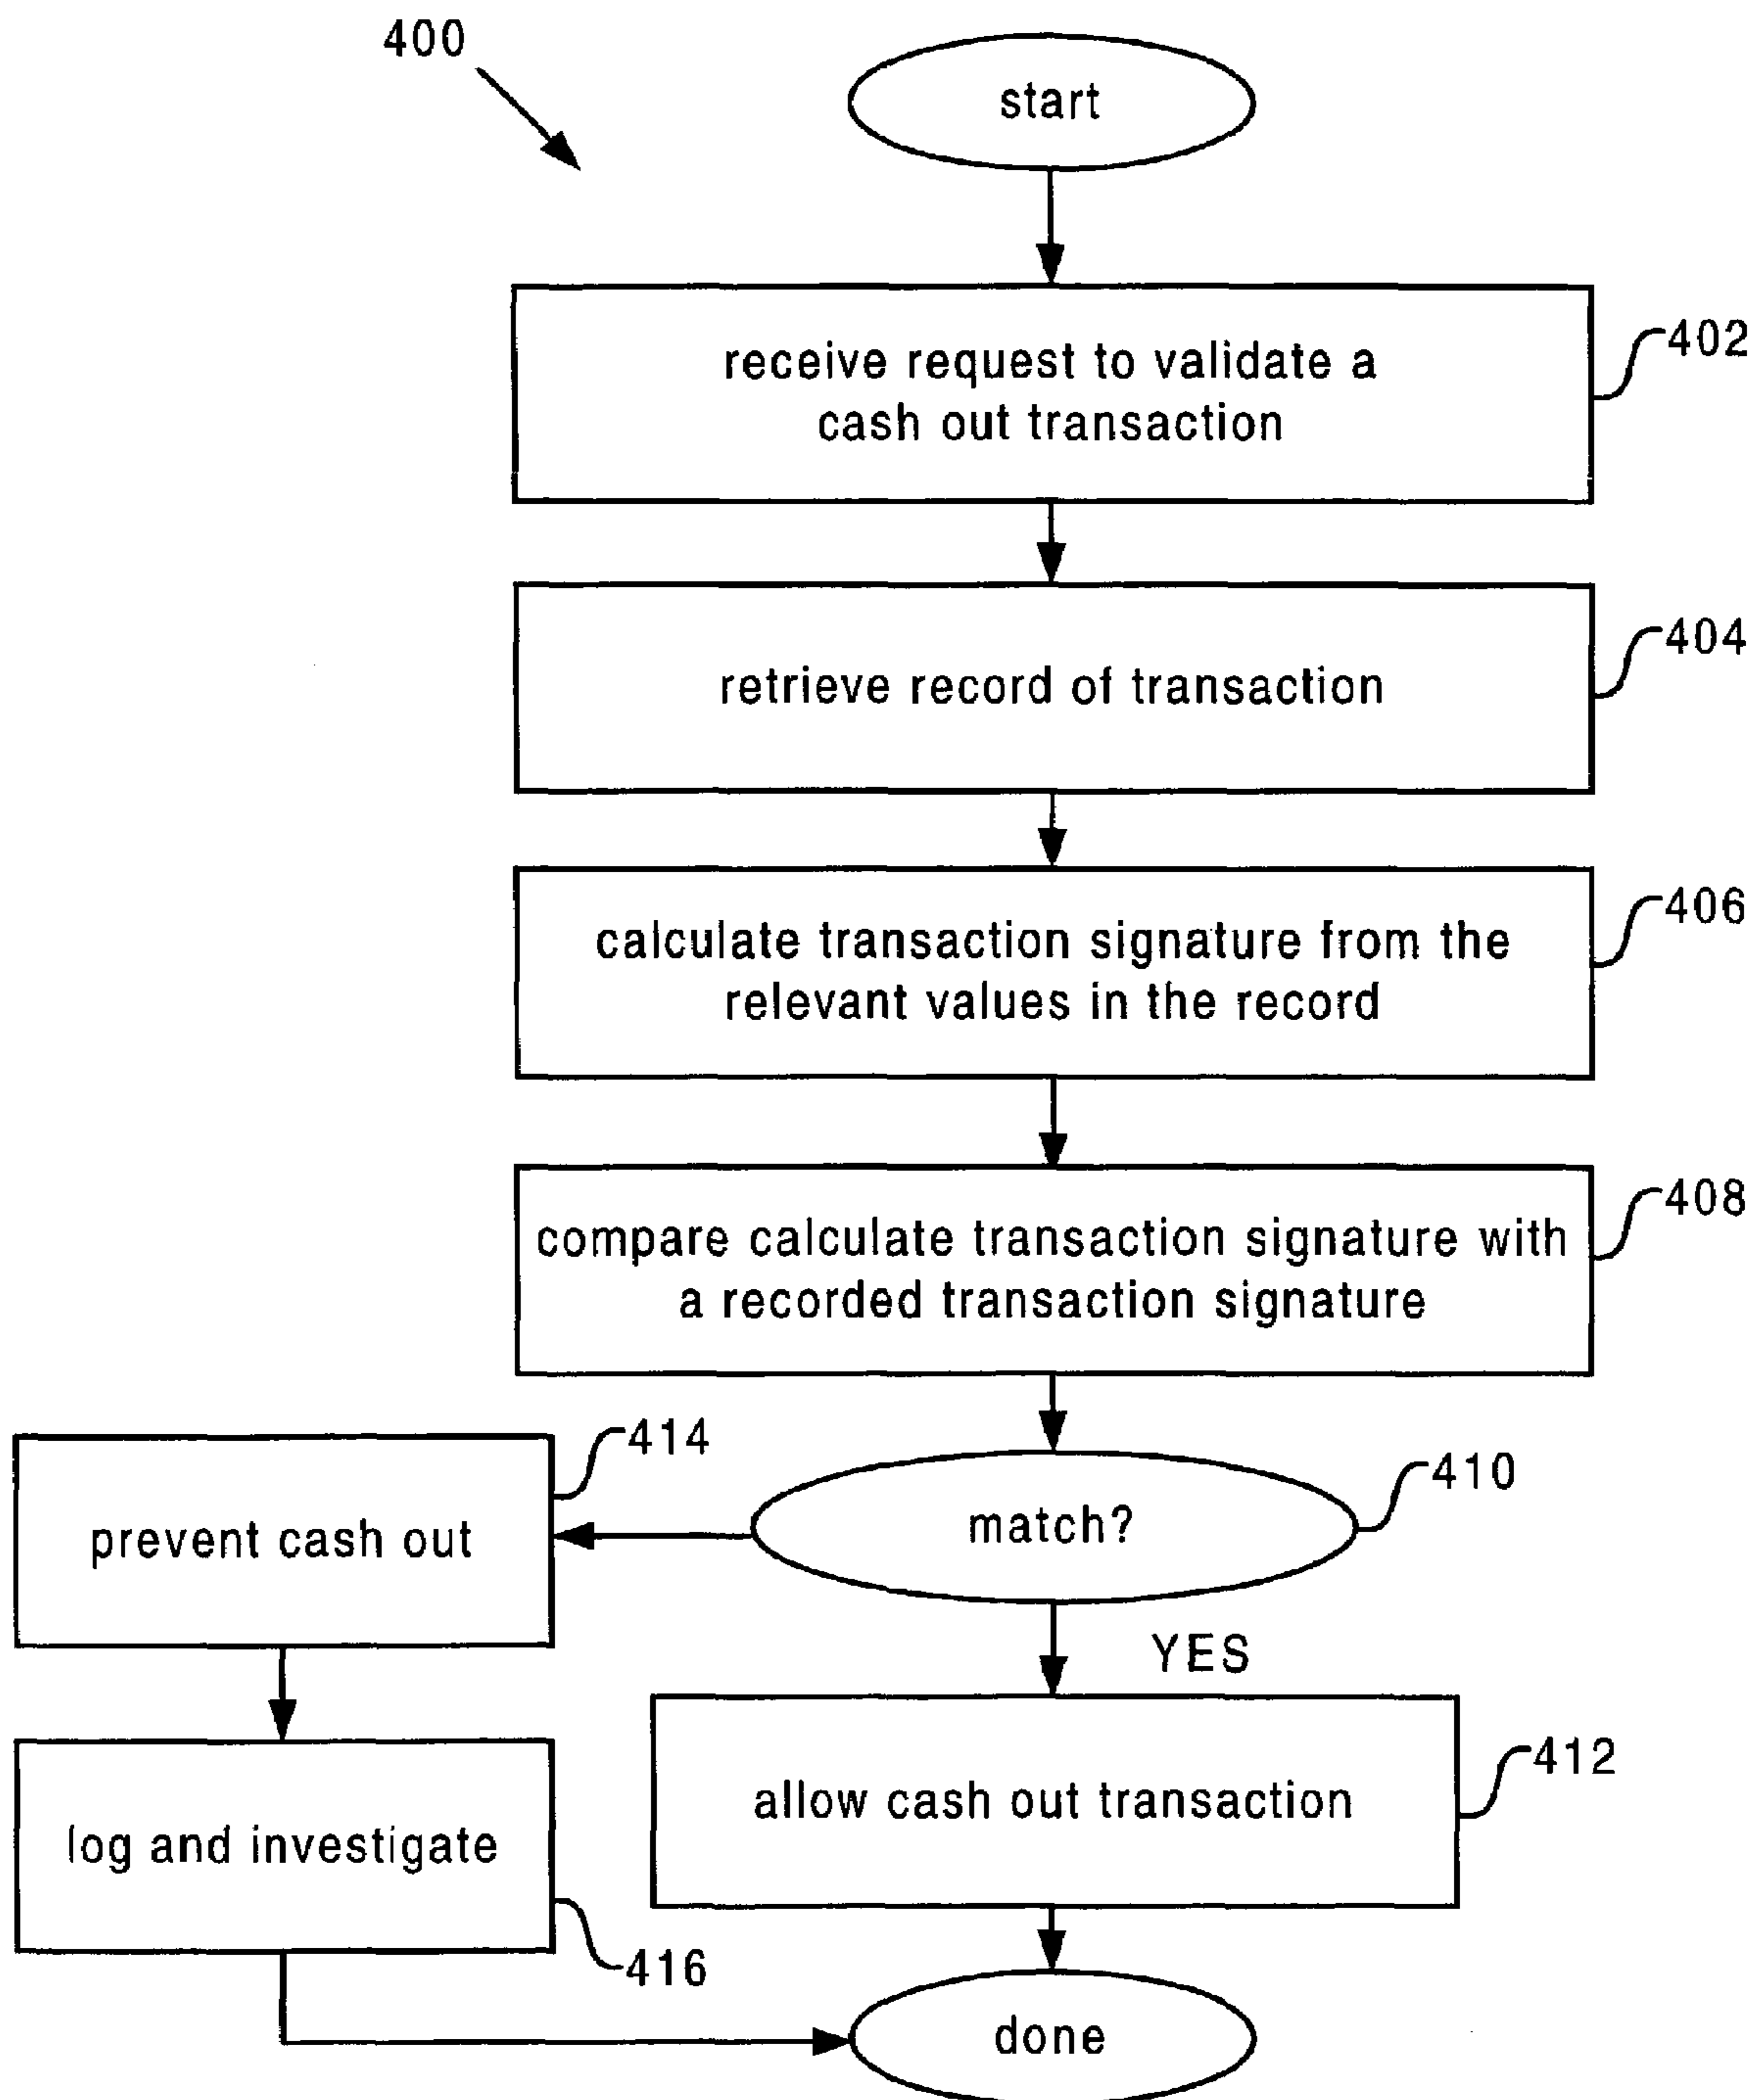 400
start
receive request to validate a
cash out transaction
402
retrieve record of transaction
404
calculate transaction signature from the
relevant values in the record
406
compare calculate transaction signature with
a recorded transaction signature
408
match?
410
prevent cash out
414
YES
allow cash out transaction
412
log and investigate
416
done